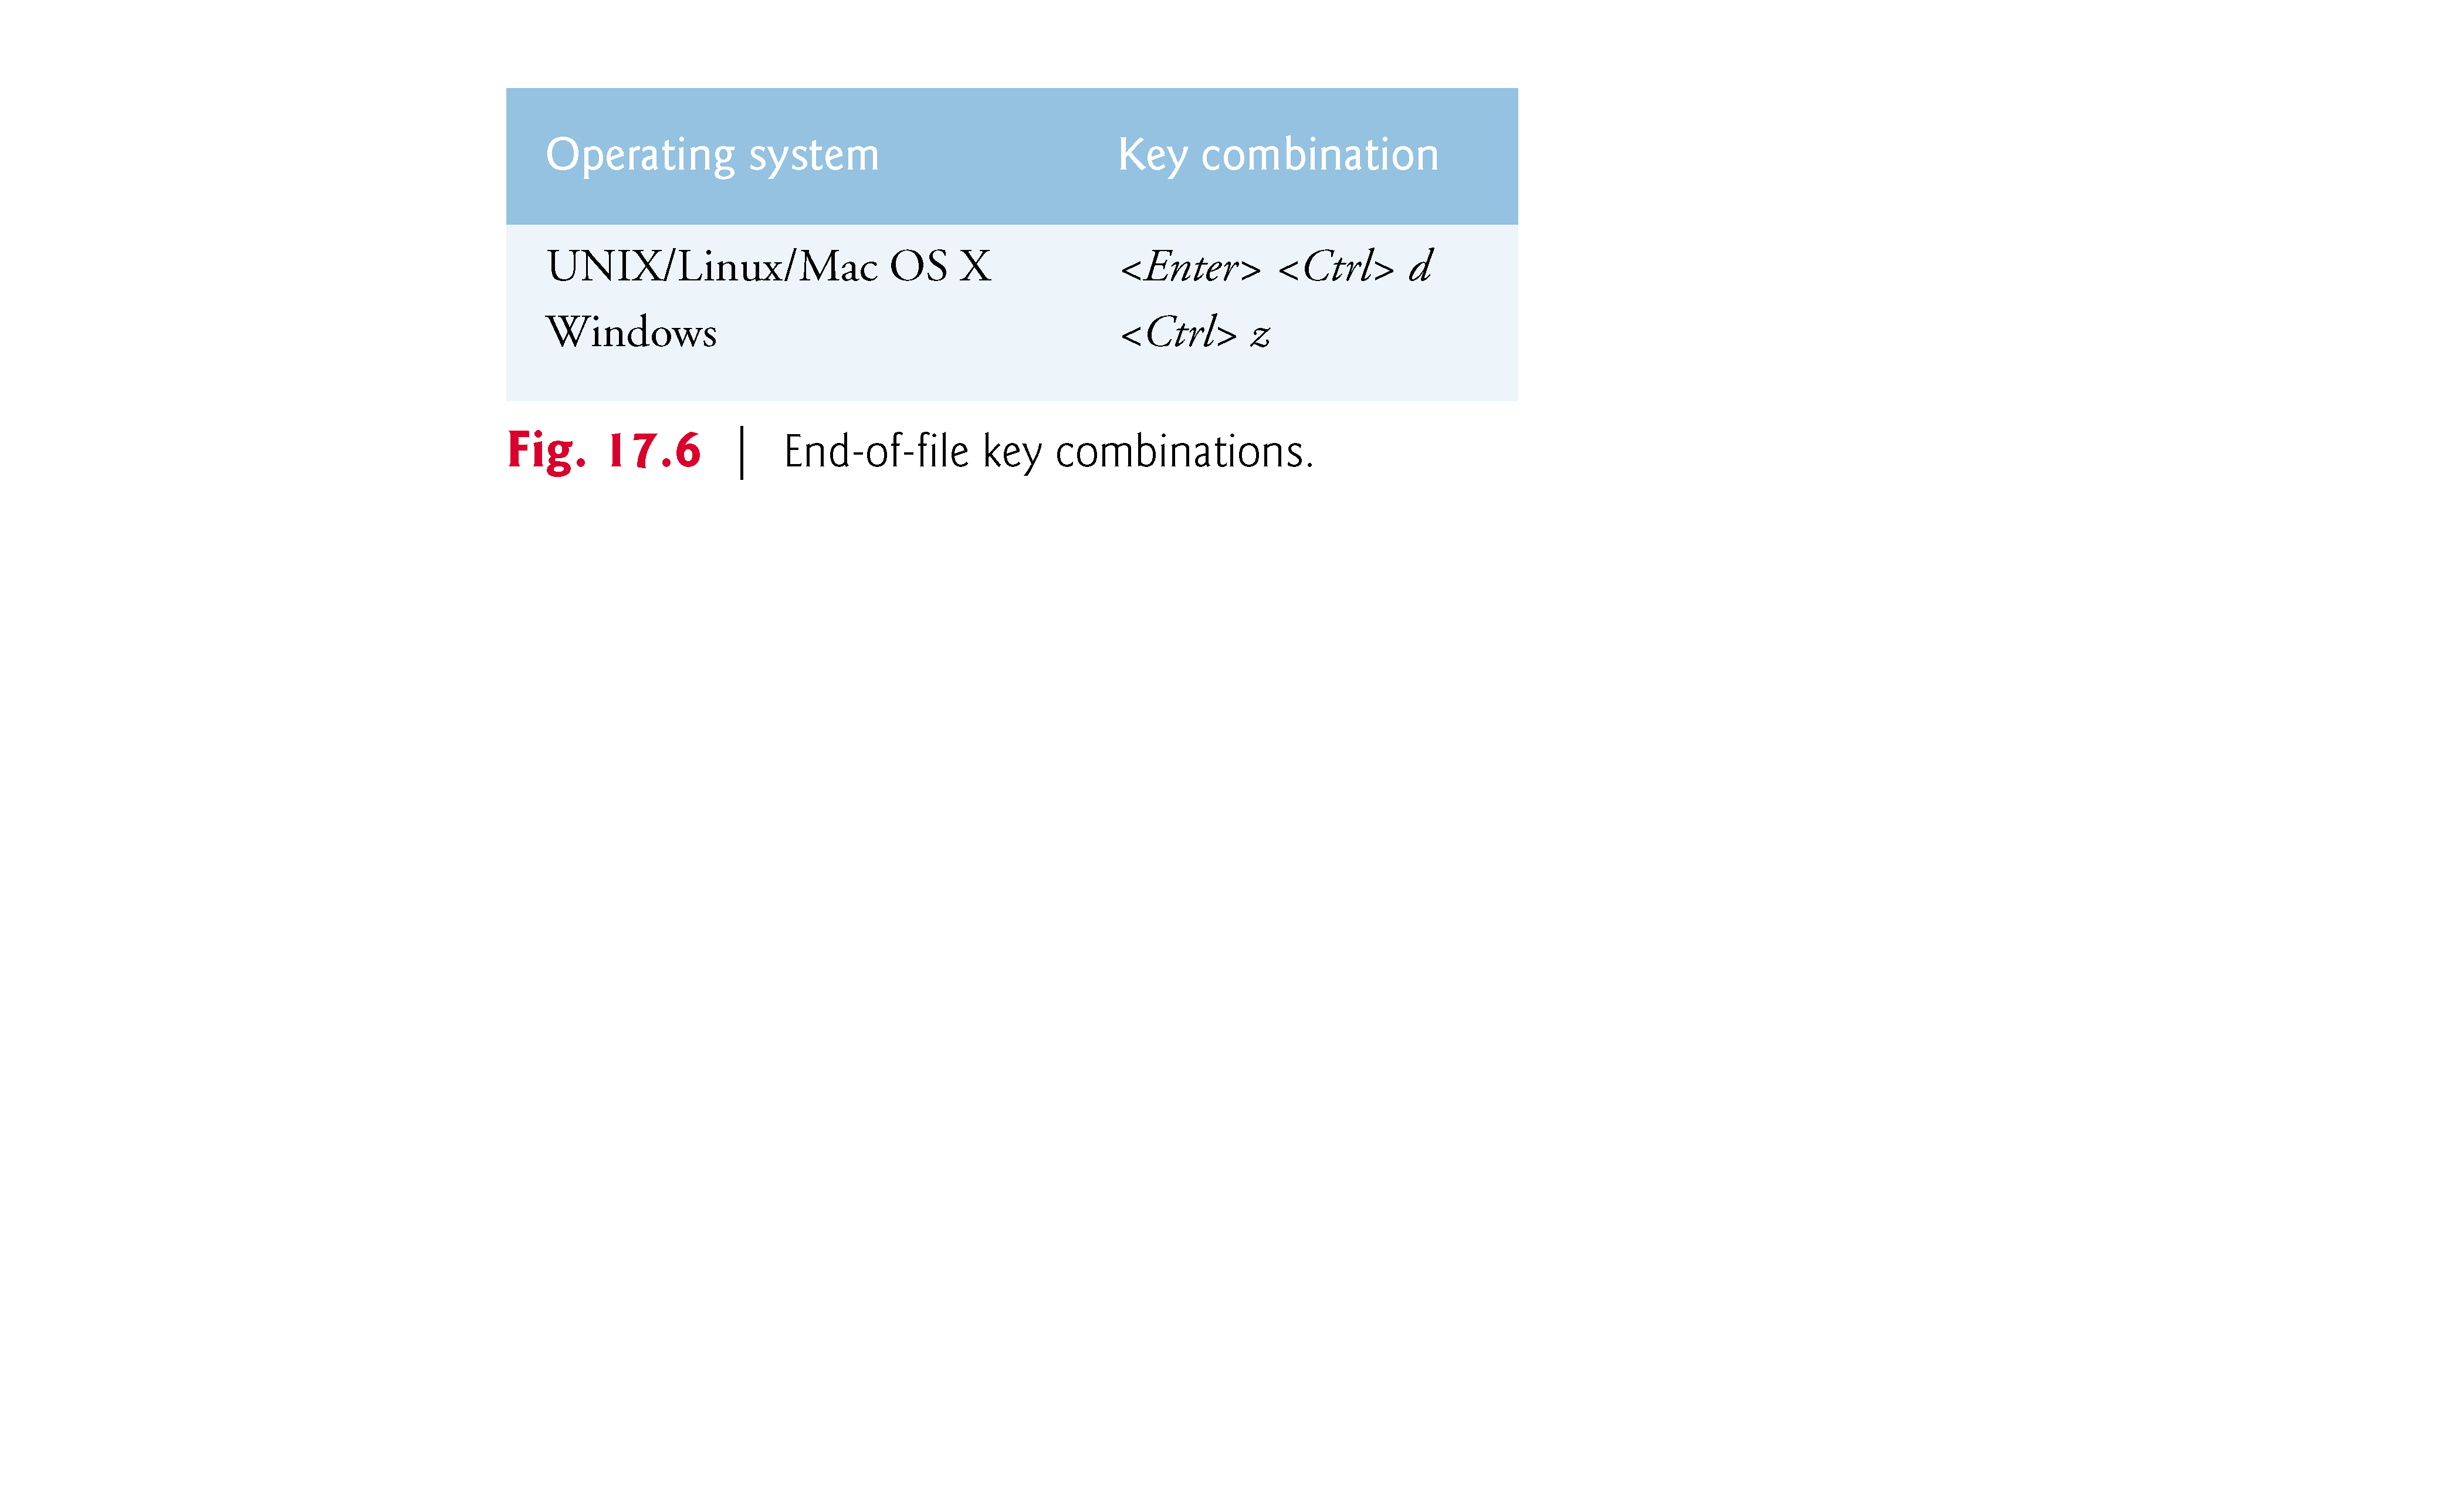 Operating system Key combination
UNIX/Linux/Mac OS X <Enter> <Ctrl> d
Windows <Ctrl> z
Fig. 17.6 | End-of-file key combinations.